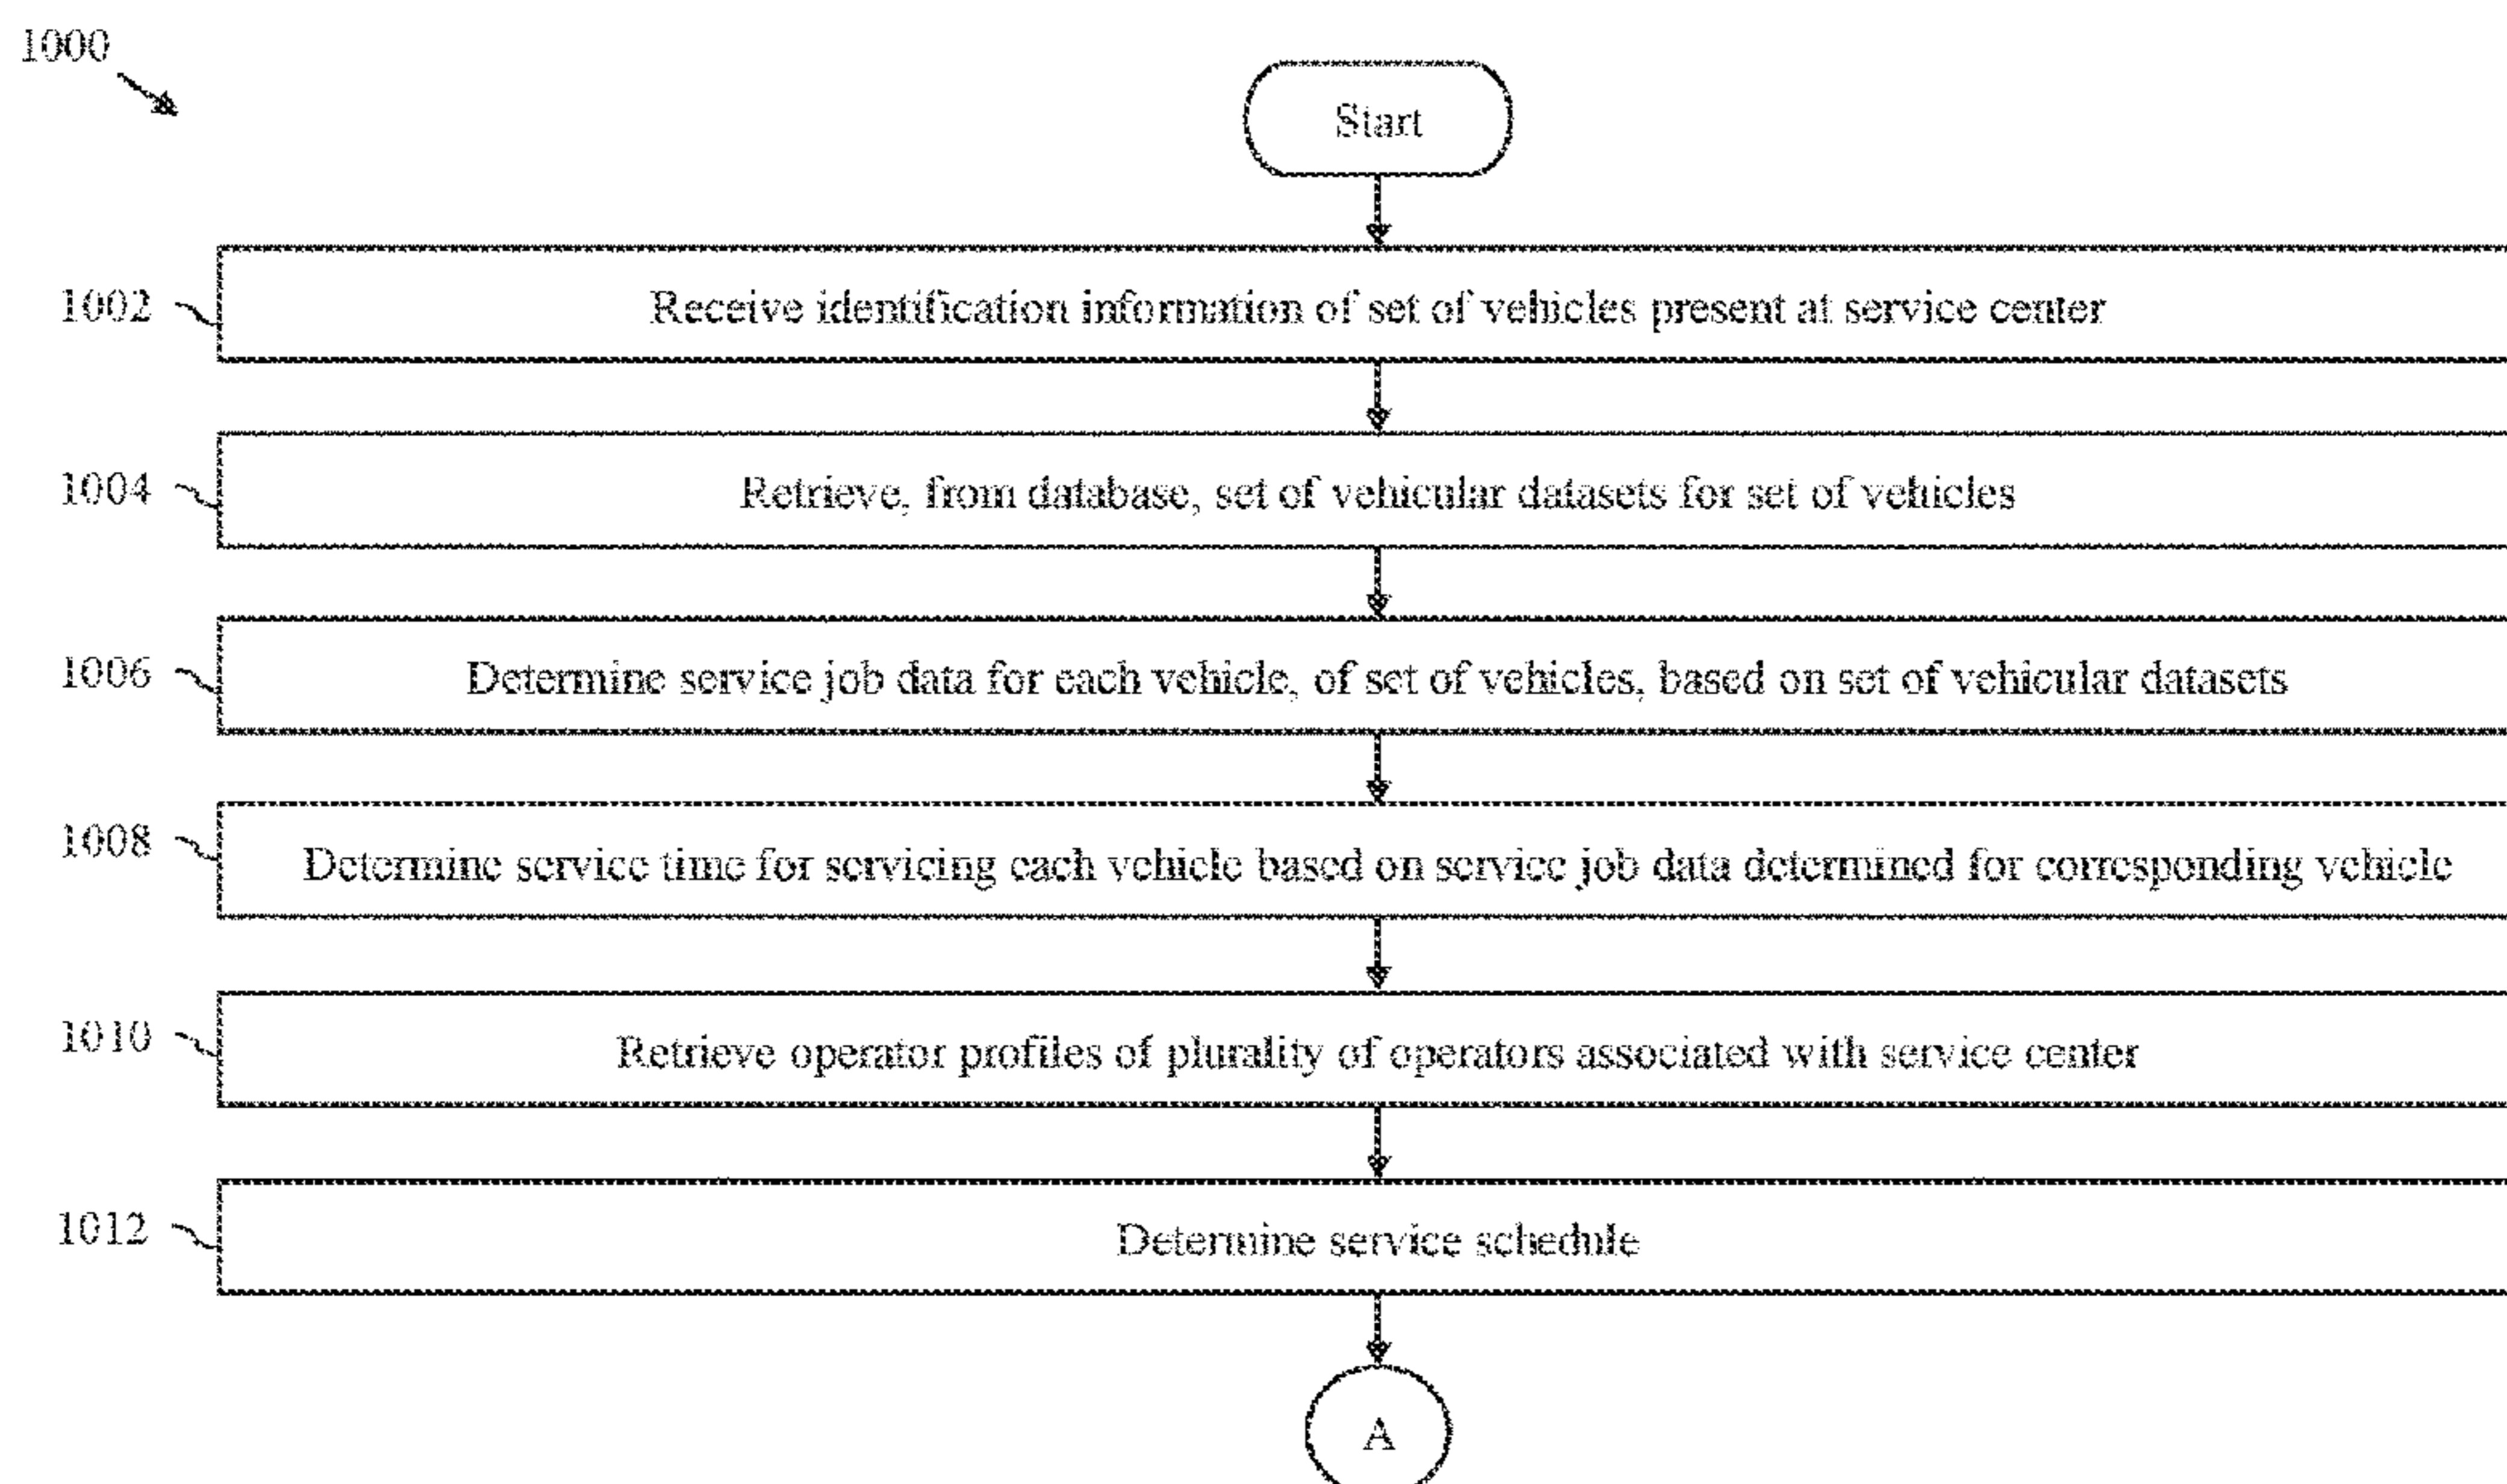 1000
Start
1002
Receive identification information of set of vehicles present at service center
1004
Retrieve, from database, set of vehicular datasets for set of vehicles
1006
Determine service job data for each vehicle, of set of vehicles, based on set of vehicular datasets
1008
Determine service time for servicing each vehicle based on service job data determined for corresponding vehicle
1010
Retrieve operator profiles of plurality of operators associated with service center
1012
Determine service schedule
A